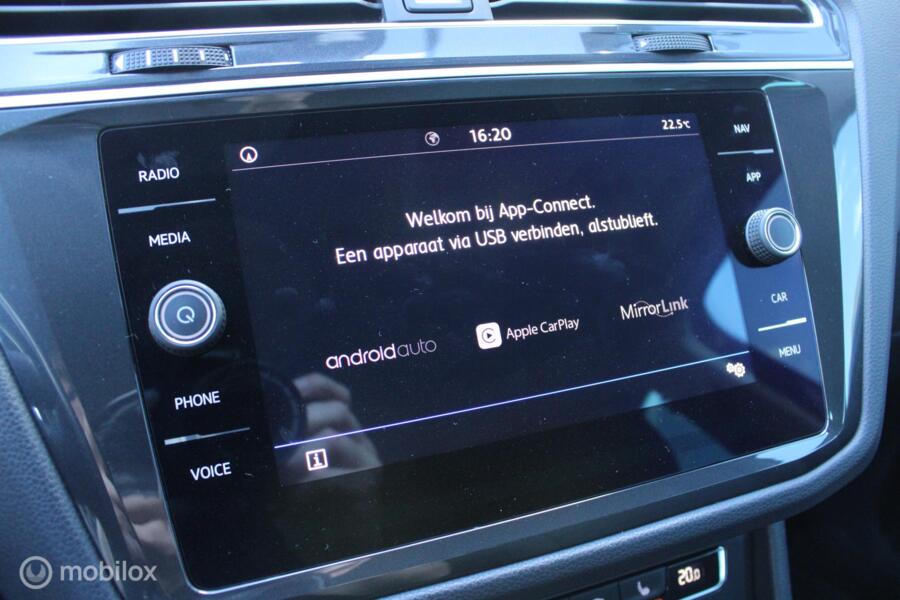 16:20
22.5°C
RADIO
MEDIA
PHONE
VOICE
NAV
APP
CAR
MENU
Welkom bij App-Connect.
Een apparaat via USB verbinden, alstublieft.
androidauto
Apple CarPlay
MirrorLink
i
20.0
mobilox